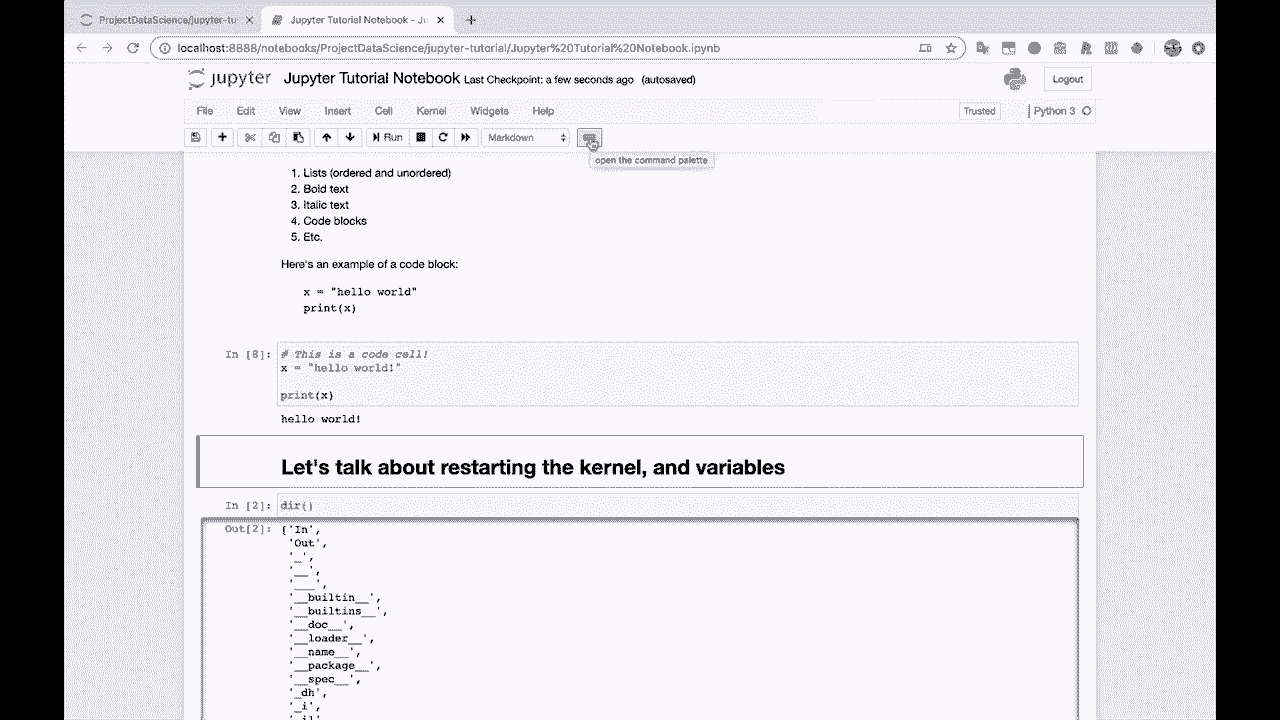 ProjectDataScience/jupyter-tu
Jupyter Tutorial Notebook - Ju
localhost:8888/notebooks/ProjectDataScience/jupyter-tutorial/Jupyter%20Tutorial%20Notebook.ipynb
jupyter Jupyter Tutorial Notebook Last Checkpoint: a few seconds ago (autosaved) Logout
File Edit View Insert Cell Kernel Widgets Help Trusted Python 3
Run Markdown
open the command palette
1. Lists (ordered and unordered)
2. Bold text
3. Italic text
4. Code blocks
5. Etc.
Here's an example of a code block:
x = "hello world"
print(x)
In [8]: # This is a code cell!
x = "hello world!"
print(x)
hello world!
Let's talk about restarting the kernel, and variables
In [2]: dir()
Out[2]: ['In',
'Out',
'_',
'__',
'___',
'__builtin__',
'__builtins__',
'__doc__',
'__loader__',
'__name__',
'__package__',
'__spec__',
'_dh',
'_i',
'_i1',